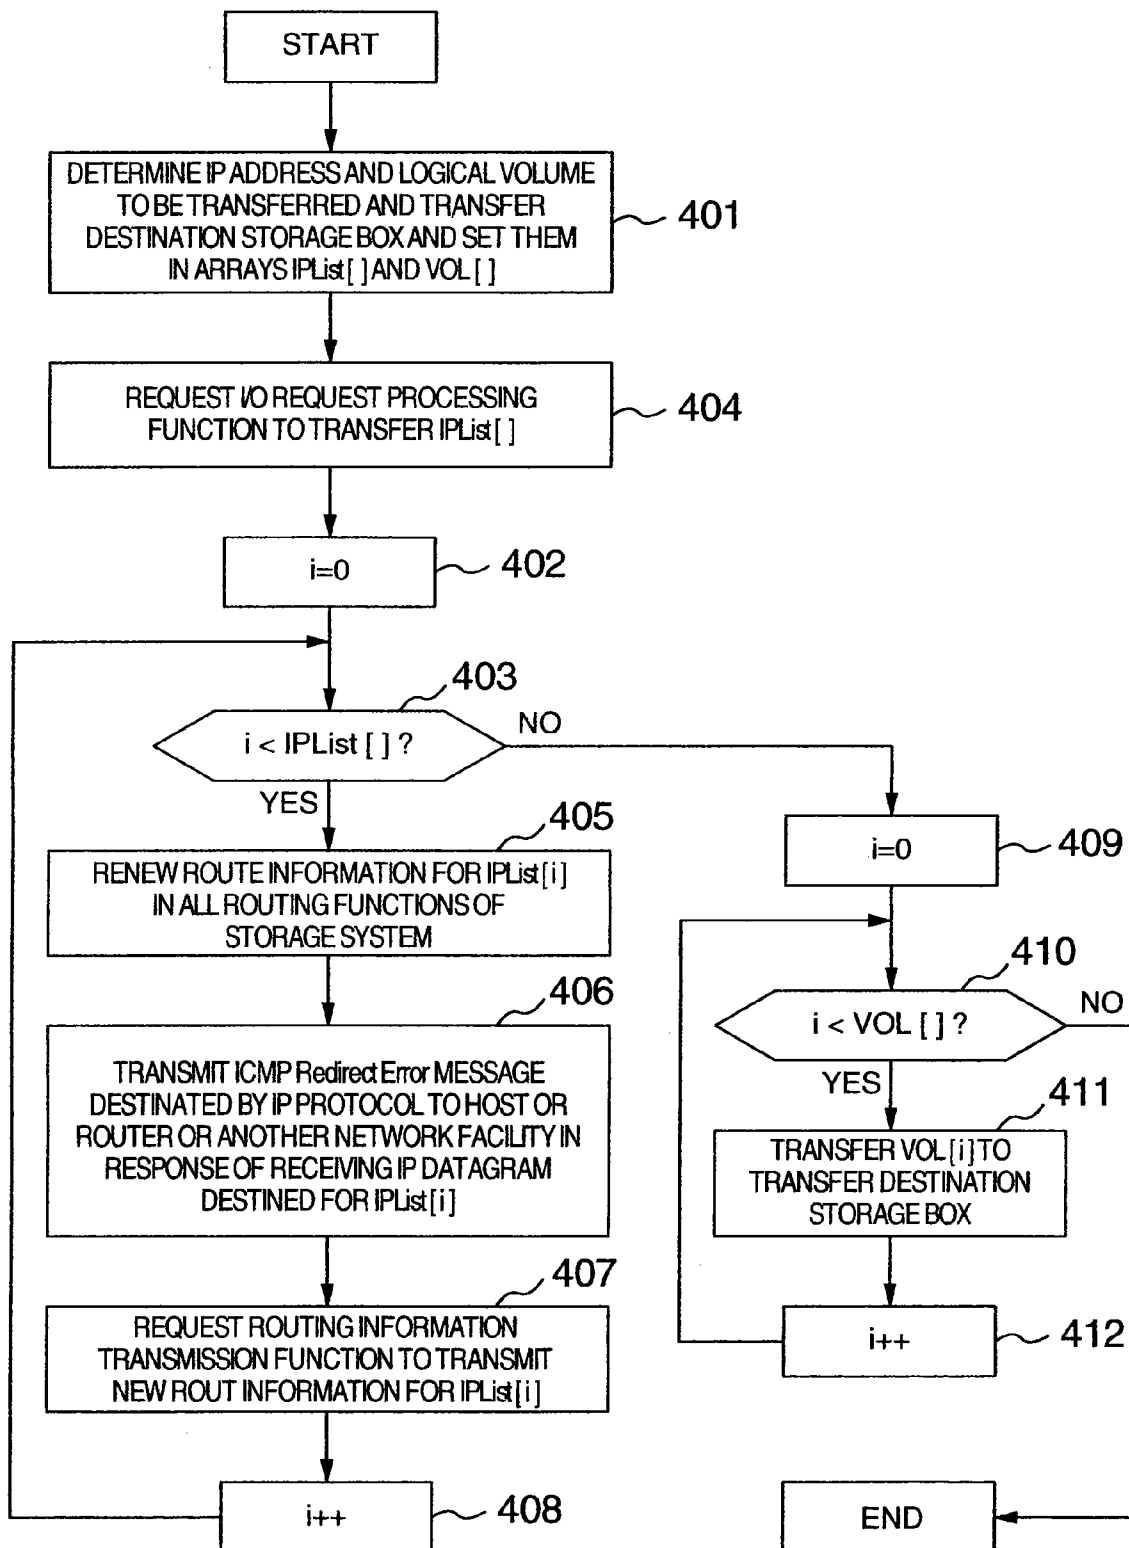 START
DETERMINE IP ADDRESS AND LOGICAL VOLUME
TO BE TRANSFERRED AND TRANSFER
DESTINATION STORAGE BOX AND SET THEM
IN ARRAYS IPList [ ] AND VOL [ ]
401
REQUEST I/O REQUEST PROCESSING
FUNCTION TO TRANSFER IPList [ ]
404
i=0
402
403
i < IPList [ ] ?
NO
YES
405
RENEW ROUTE INFORMATION FOR IPList [i]
IN ALL ROUTING FUNCTIONS OF
STORAGE SYSTEM
406
TRANSMIT ICMP Redirect Error MESSAGE
DESTINATED BY IP PROTOCOL TO HOST OR
ROUTER OR ANOTHER NETWORK FACILITY IN
RESPONSE OF RECEIVING IP DATAGRAM
DESTINED FOR IPList [i]
407
REQUEST ROUTING INFORMATION
TRANSMISSION FUNCTION TO TRANSMIT
NEW ROUT INFORMATION FOR IPList [i]
i++
408
i=0
409
410
i < VOL [ ] ?
NO
YES
411
TRANSFER VOL [i] TO
TRANSFER DESTINATION
STORAGE BOX
i++
412
END